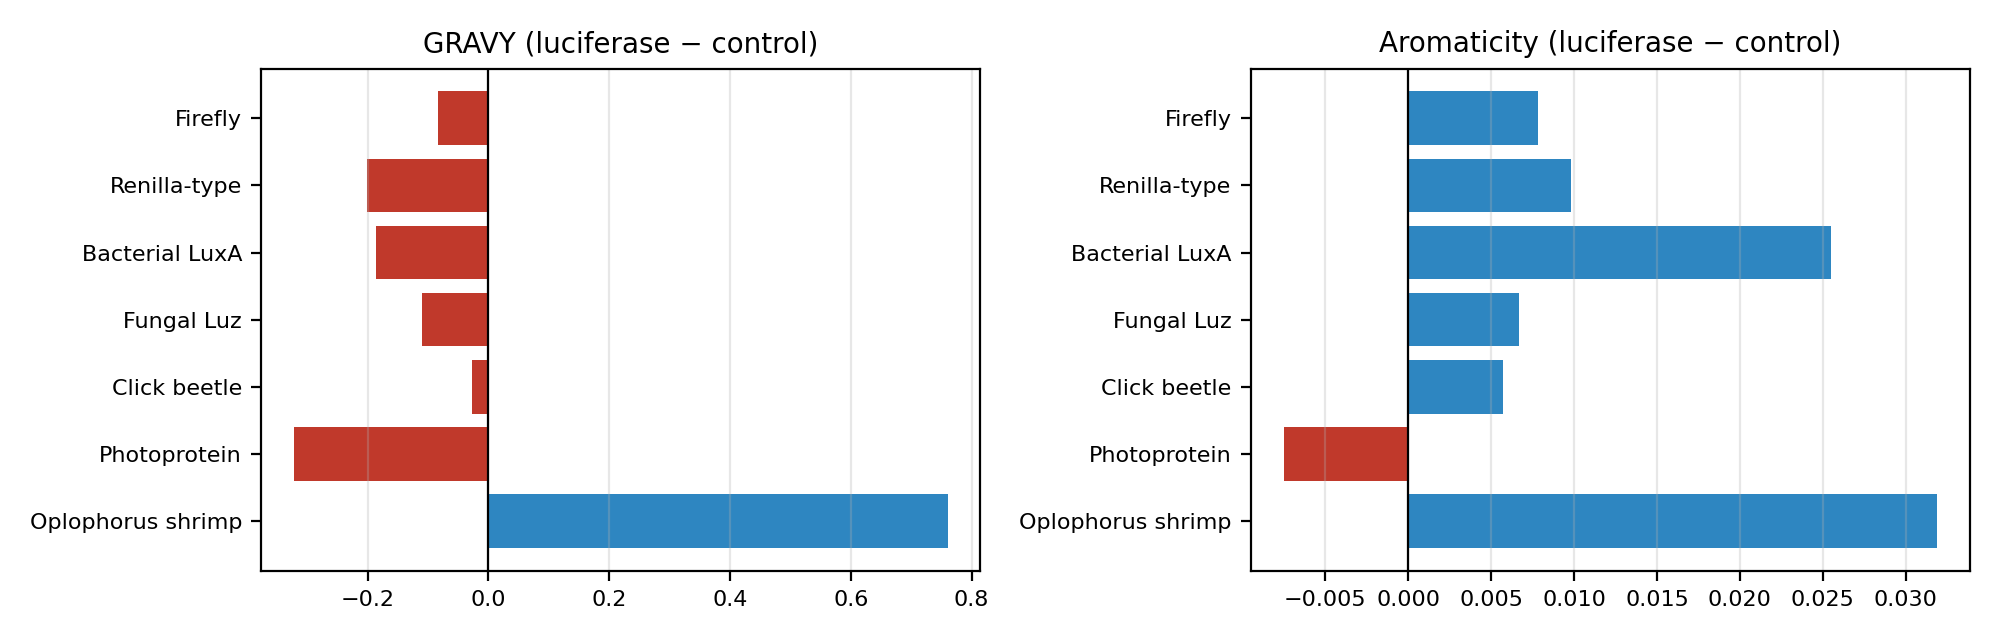 GRAVY (luciferase − control)
Firefly
Renilla-type
Bacterial LuxA
Fungal Luz
Click beetle
Photoprotein
Oplophorus shrimp
−0.2 0.0 0.2 0.4 0.6 0.8
Aromaticity (luciferase − control)
Firefly
Renilla-type
Bacterial LuxA
Fungal Luz
Click beetle
Photoprotein
Oplophorus shrimp
−0.005 0.000 0.005 0.010 0.015 0.020 0.025 0.030